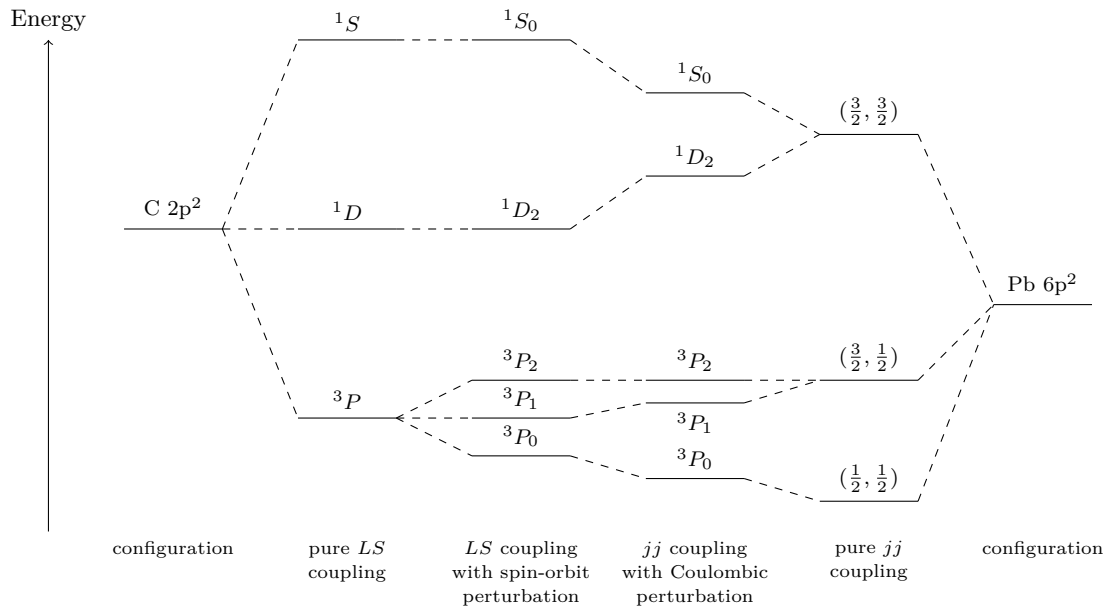 Energy
¹S
¹S₀
¹S₀
(3/2, 3/2)
¹D₂
C 2p²
¹D
¹D₂
Pb 6p²
³P₂
³P₂
(3/2, 1/2)
³P
³P₁
³P₁
³P₀
³P₀
(1/2, 1/2)
configuration
pure LS
coupling
LS coupling
with spin-orbit
perturbation
jj coupling
with Coulombic
perturbation
pure jj
coupling
configuration